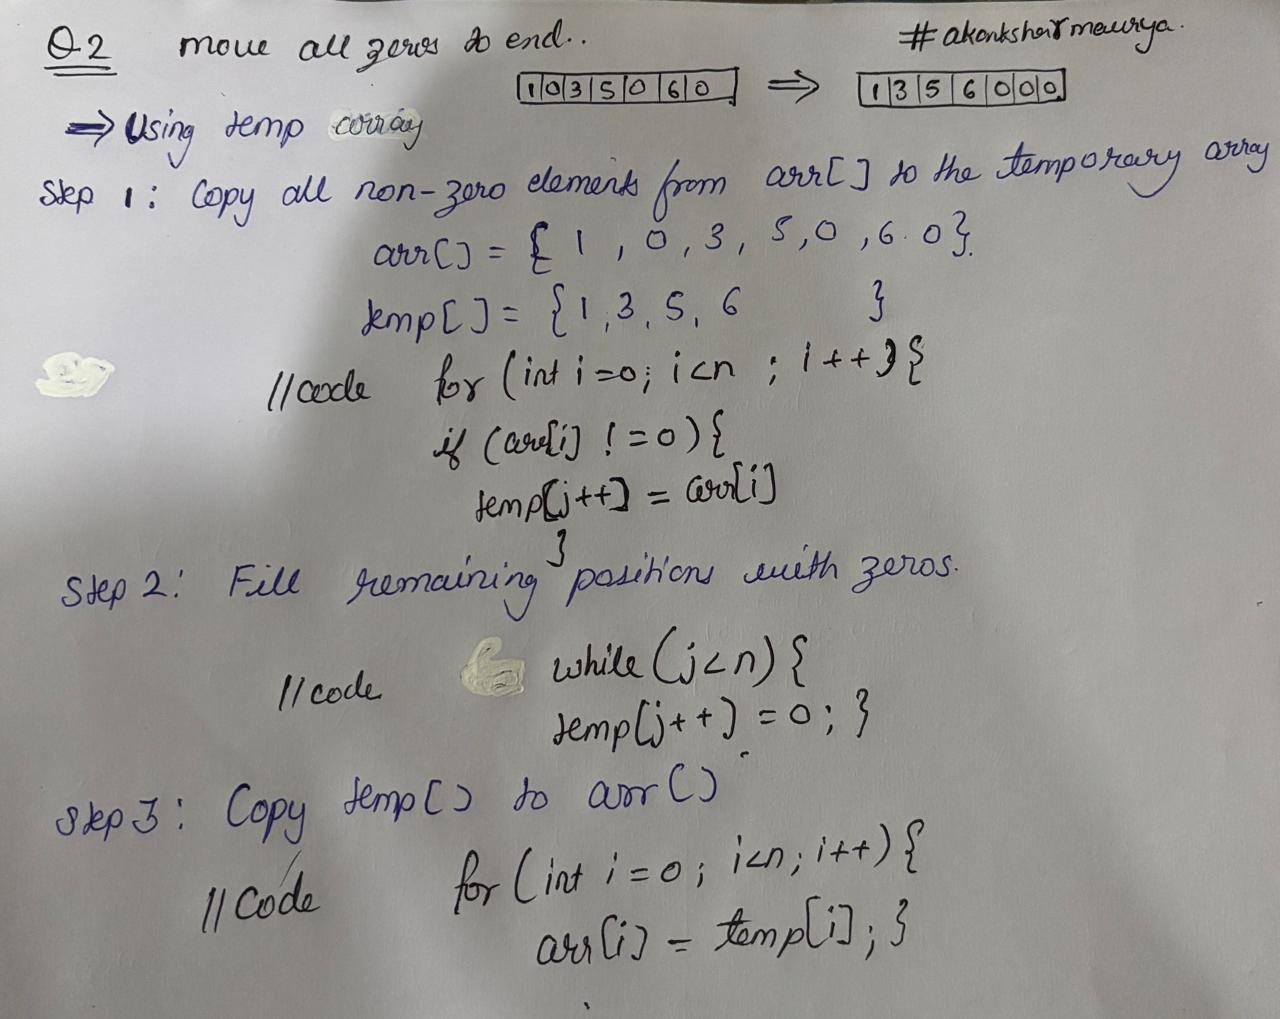 Q.2 move all zeros to end..
#akankshamaurya.
|1|0|3|5|0|6|0 ⇒ |1|3|5|6|0|0|0|
⇒ Using temp array
Step 1: Copy all non-zero elements from arr[] to the temporary array
arr[] = { 1, 0, 3, 5, 0, 6. 0}.
temp[] = {1, 3, 5, 6 }
//code for (int i=0; i<n ; i++){
if (arr[i] != 0) {
temp[j++] = arr[i]
}
Step 2: Fill remaining positions with zeros.
//code while (j<n) {
temp[j++] = 0; }
Step 3: Copy temp[] to arr[]
//Code for (int i = 0; i<n; i++) {
arr[i] = temp[i]; }